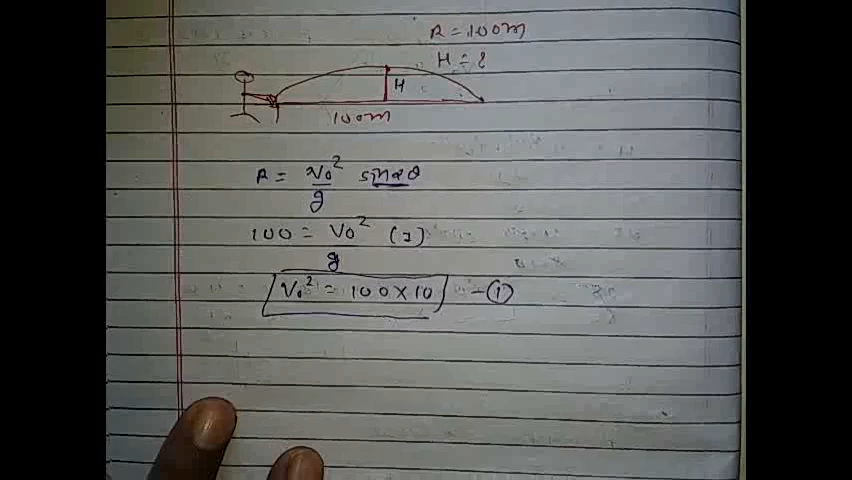 R = 100m
H = ?
H
100m
R = V₀² sin2θ
g
100 = V₀² (1)
g
V₀² = 100 × 10 - ①